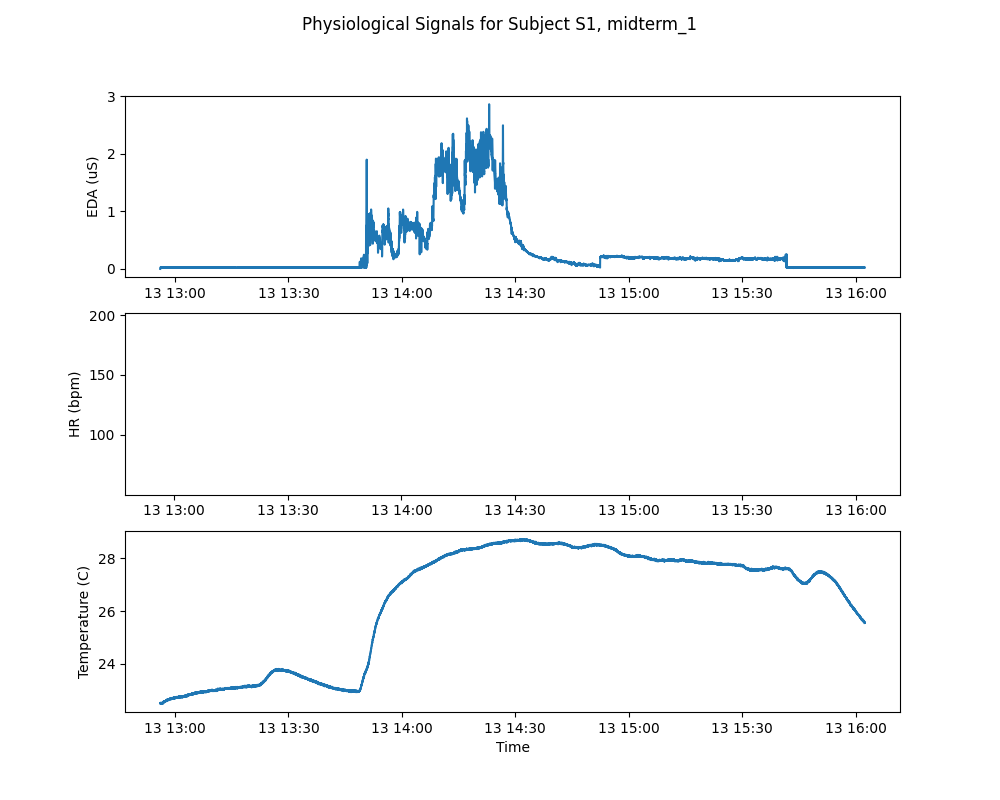 Physiological Signals for Subject S1, midterm_1
3
2
1
0
EDA (uS)
13 13:00 13 13:30 13 14:00 13 14:30 13 15:00 13 15:30 13 16:00
200
150
100
HR (bpm)
13 13:00 13 13:30 13 14:00 13 14:30 13 15:00 13 15:30 13 16:00
28
26
24
Temperature (C)
13 13:00 13 13:30 13 14:00 13 14:30 13 15:00 13 15:30 13 16:00
Time